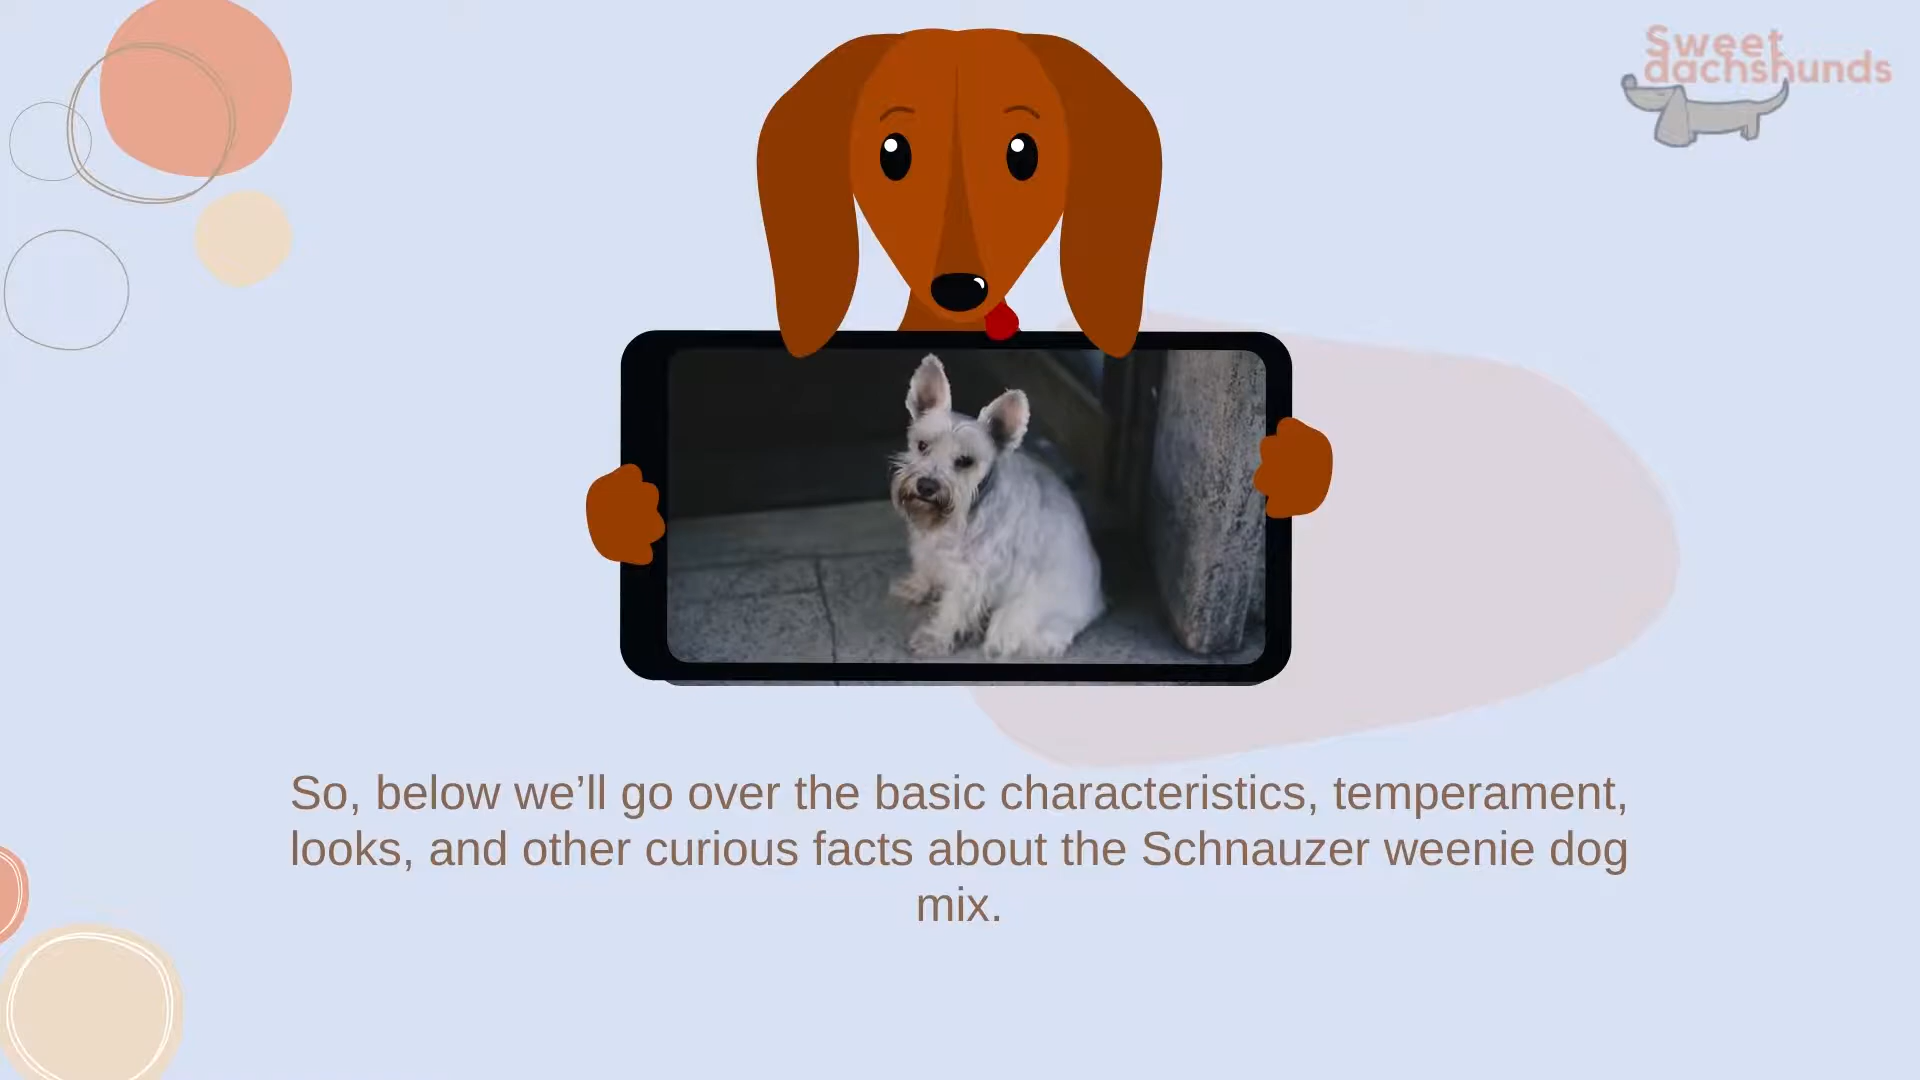 Sweet
dachshunds
So, below we’ll go over the basic characteristics, temperament,
looks, and other curious facts about the Schnauzer weenie dog
mix.